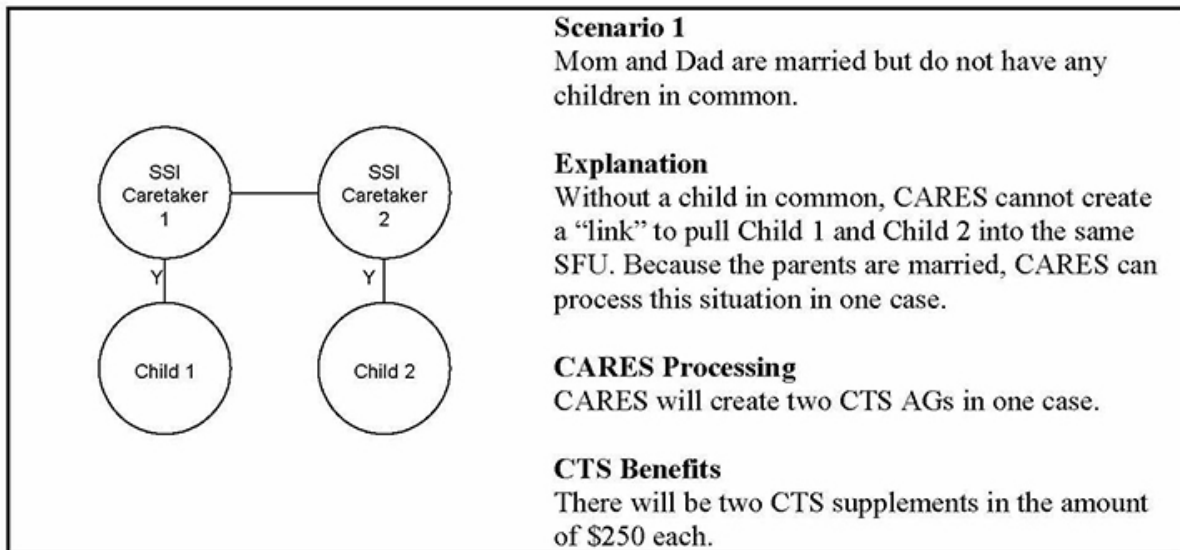 SSI
Caretaker
1
SSI
Caretaker
2
Y
Y
Child 1
Child 2
Scenario 1
Mom and Dad are married but do not have any
children in common.
Explanation
Without a child in common, CARES cannot create
a “link” to pull Child 1 and Child 2 into the same
SFU. Because the parents are married, CARES can
process this situation in one case.
CARES Processing
CARES will create two CTS AGs in one case.
CTS Benefits
There will be two CTS supplements in the amount
of $250 each.